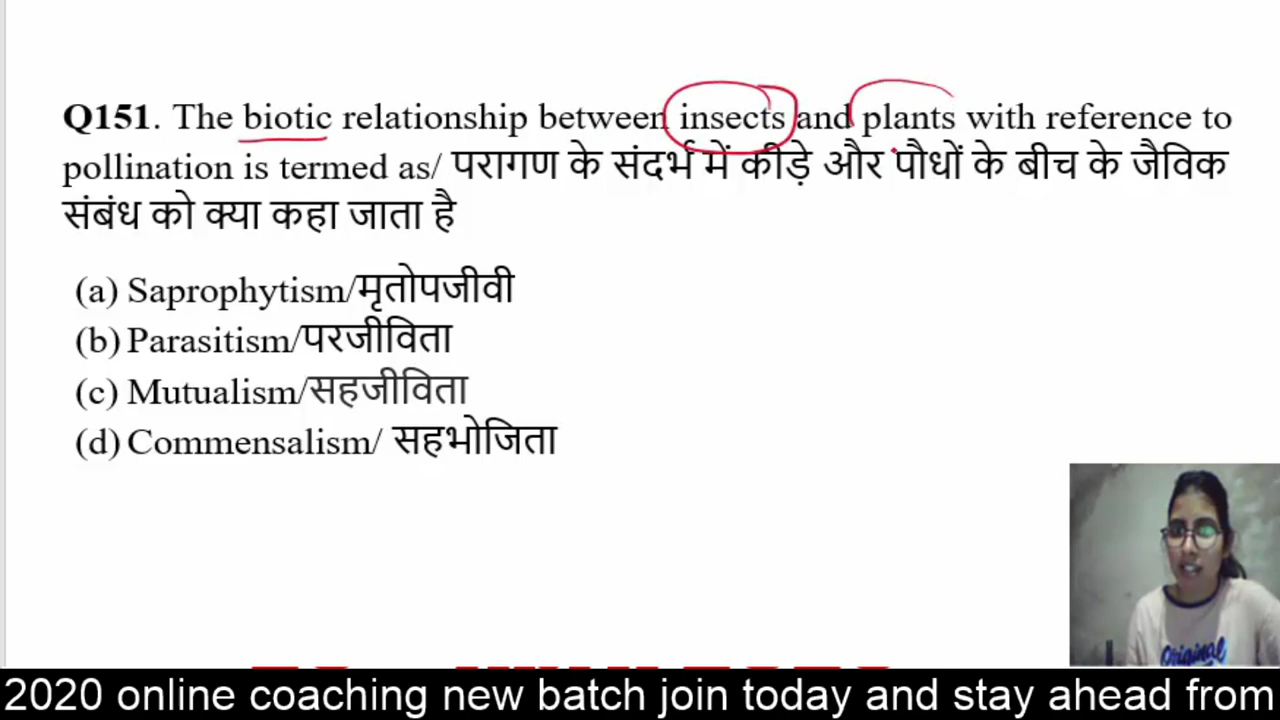 Q151. The biotic relationship between insects and plants with reference to
pollination is termed as/ परागण के संदर्भ में कीड़े और पौधों के बीच के जैविक
संबंध को क्या कहा जाता है
(a) Saprophytism/मृतोपजीवी
(b) Parasitism/परजीविता
(c) Mutualism/सहजीविता
(d) Commensalism/ सहभोजिता
Original
2020 online coaching new batch join today and stay ahead from